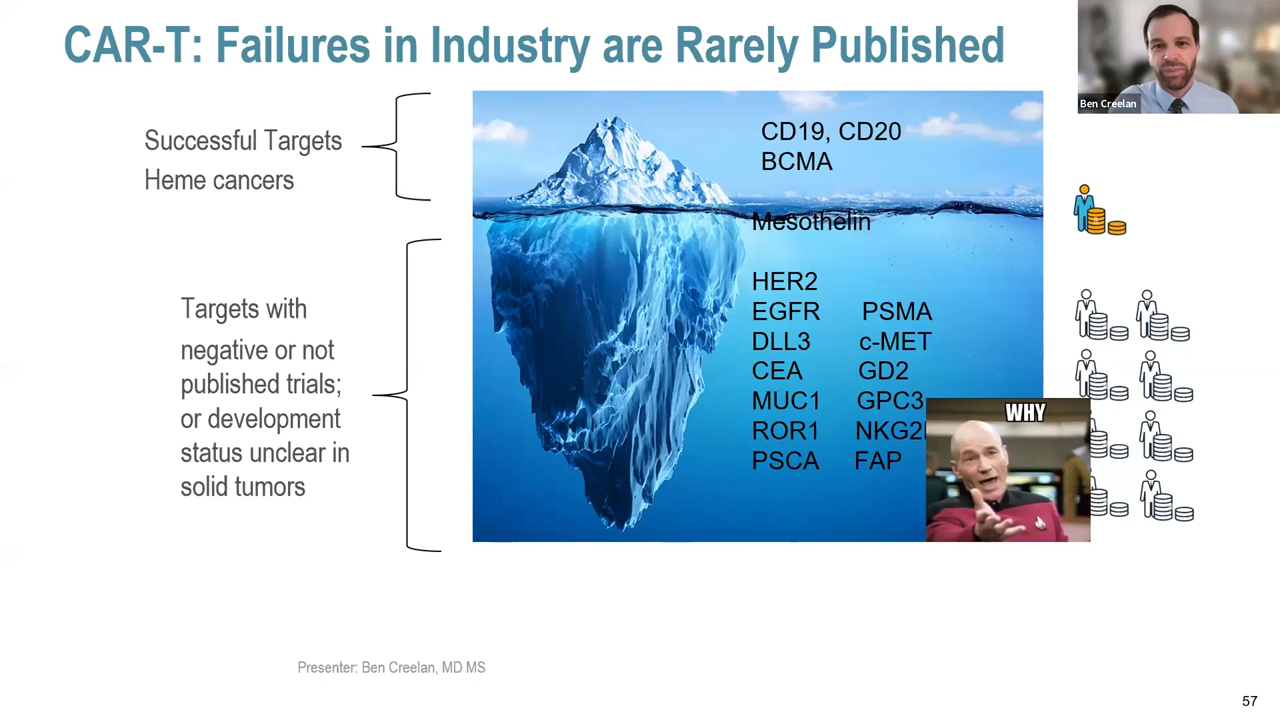 CAR-T: Failures in Industry are Rarely Published
Ben Creelan
Successful Targets
Heme cancers
CD19, CD20
BCMA
Mesothelin
Targets with
negative or not
published trials;
or development
status unclear in
solid tumors
HER2
EGFR PSMA
DLL3 c-MET
CEA GD2
MUC1 GPC3
ROR1
PSCA FAP
WHY
Presenter: Ben Creelan, MD MS
57